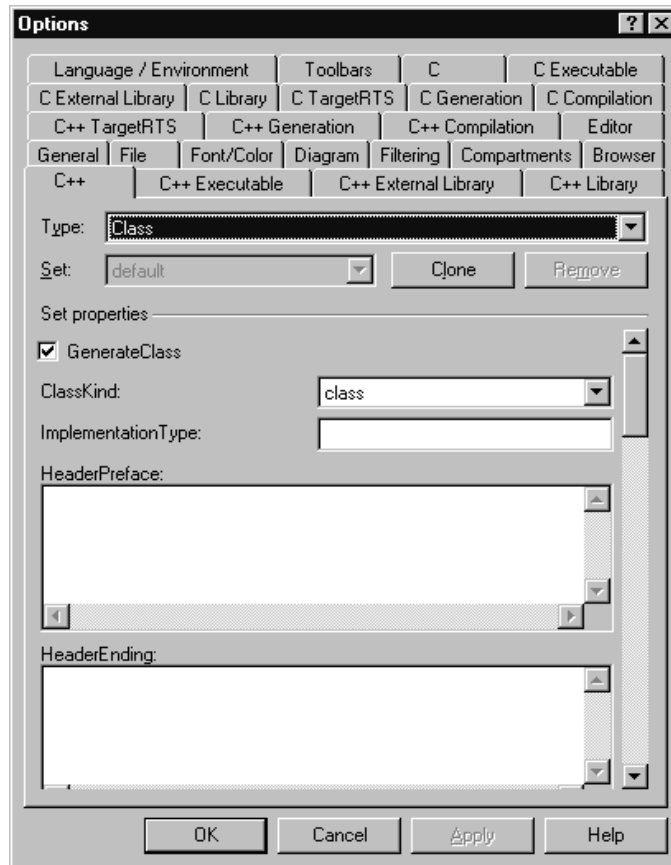 Options
Language / Environment Toolbars C C Executable
C External Library C Library C TargetRTS C Generation C Compilation
C++ TargetRTS C++ Generation C++ Compilation Editor
General File Font/Color Diagram Filtering Compartments Browser
C++ C++ Executable C++ External Library C++ Library
Type: Class
Set: default Clone Remove
Set properties
GenerateClass
ClassKind: class
ImplementationType:
HeaderPreface:
HeaderEnding:
OK Cancel Apply Help